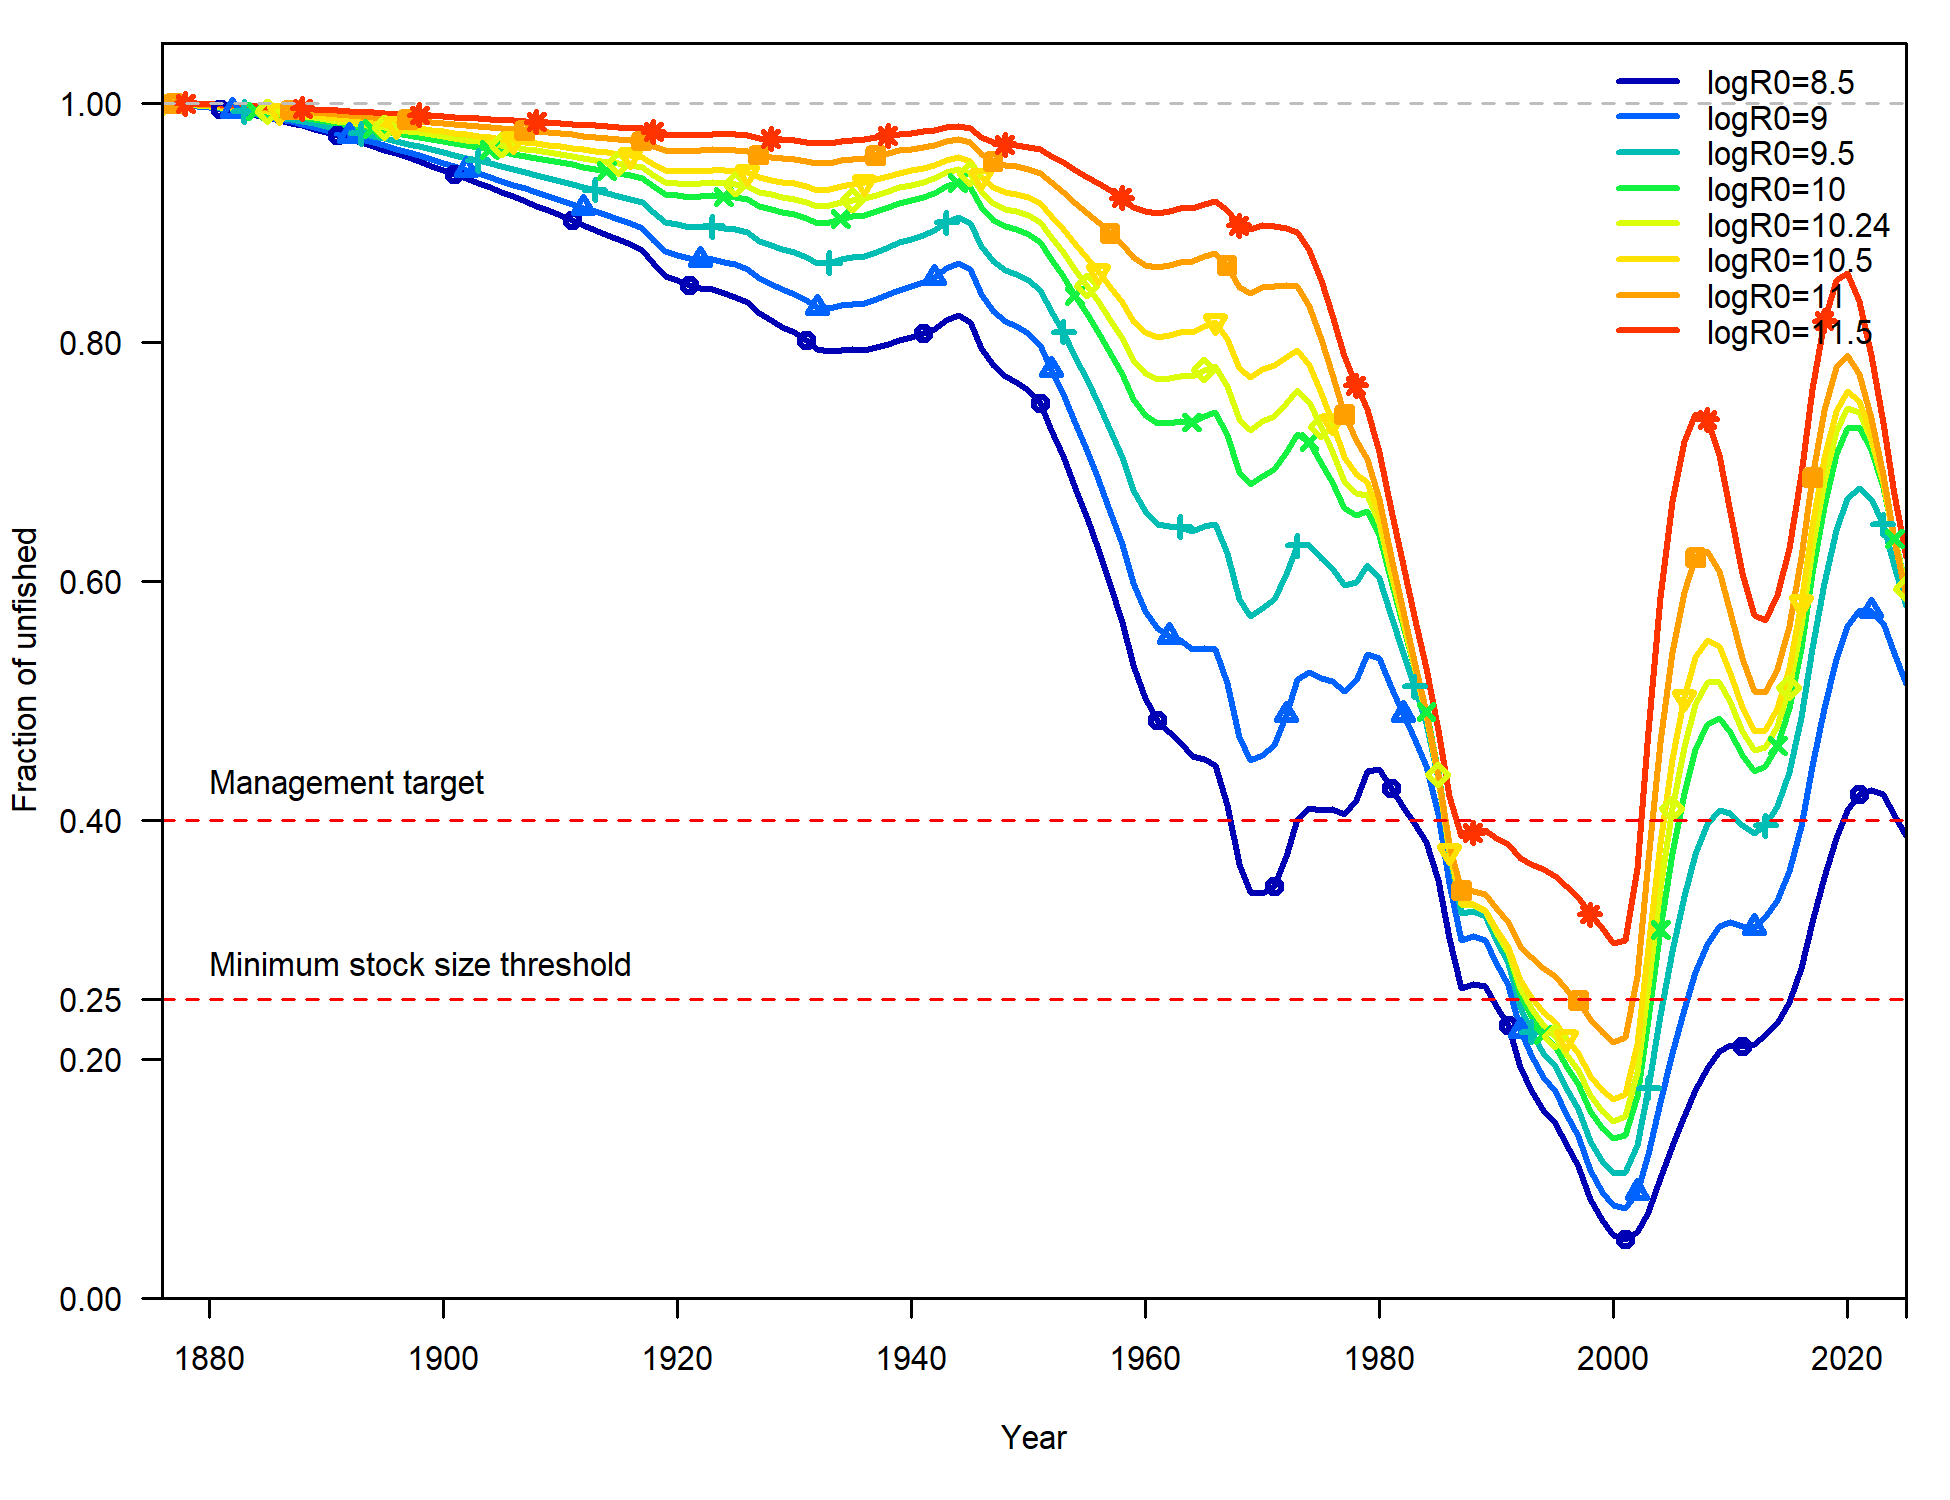 logR0=8.5
logR0=9
logR0=9.5
logR0=10
logR0=10.24
logR0=10.5
logR0=11
logR0=11.5
1.00
0.80
0.60
0.40
0.25
0.20
0.00
Fraction of unfished
Management target
Minimum stock size threshold
1880 1900 1920 1940 1960 1980 2000 2020
Year